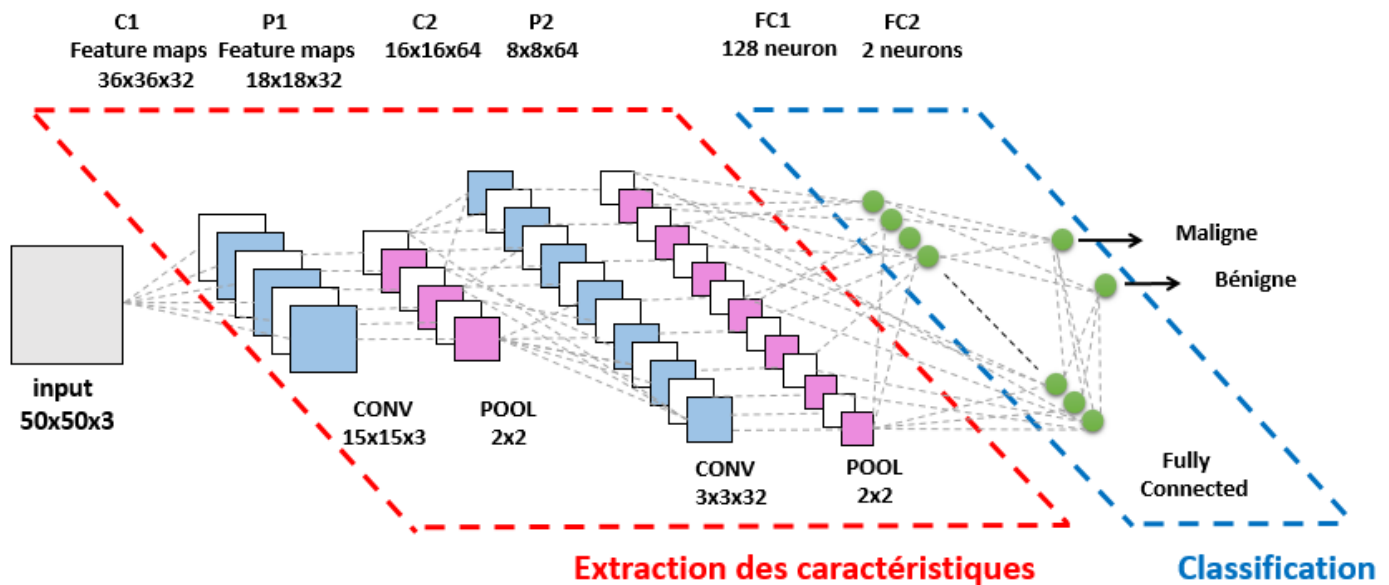 C1
Feature maps
36x36x32
P1
Feature maps
18x18x32
C2
16x16x64
P2
8x8x64
FC1
128 neuron
FC2
2 neurons
input
50x50x3
CONV
15x15x3
POOL
2x2
CONV
3x3x32
POOL
2x2
Maligne
Bénigne
Fully
Connected
Extraction des caractéristiques
Classification